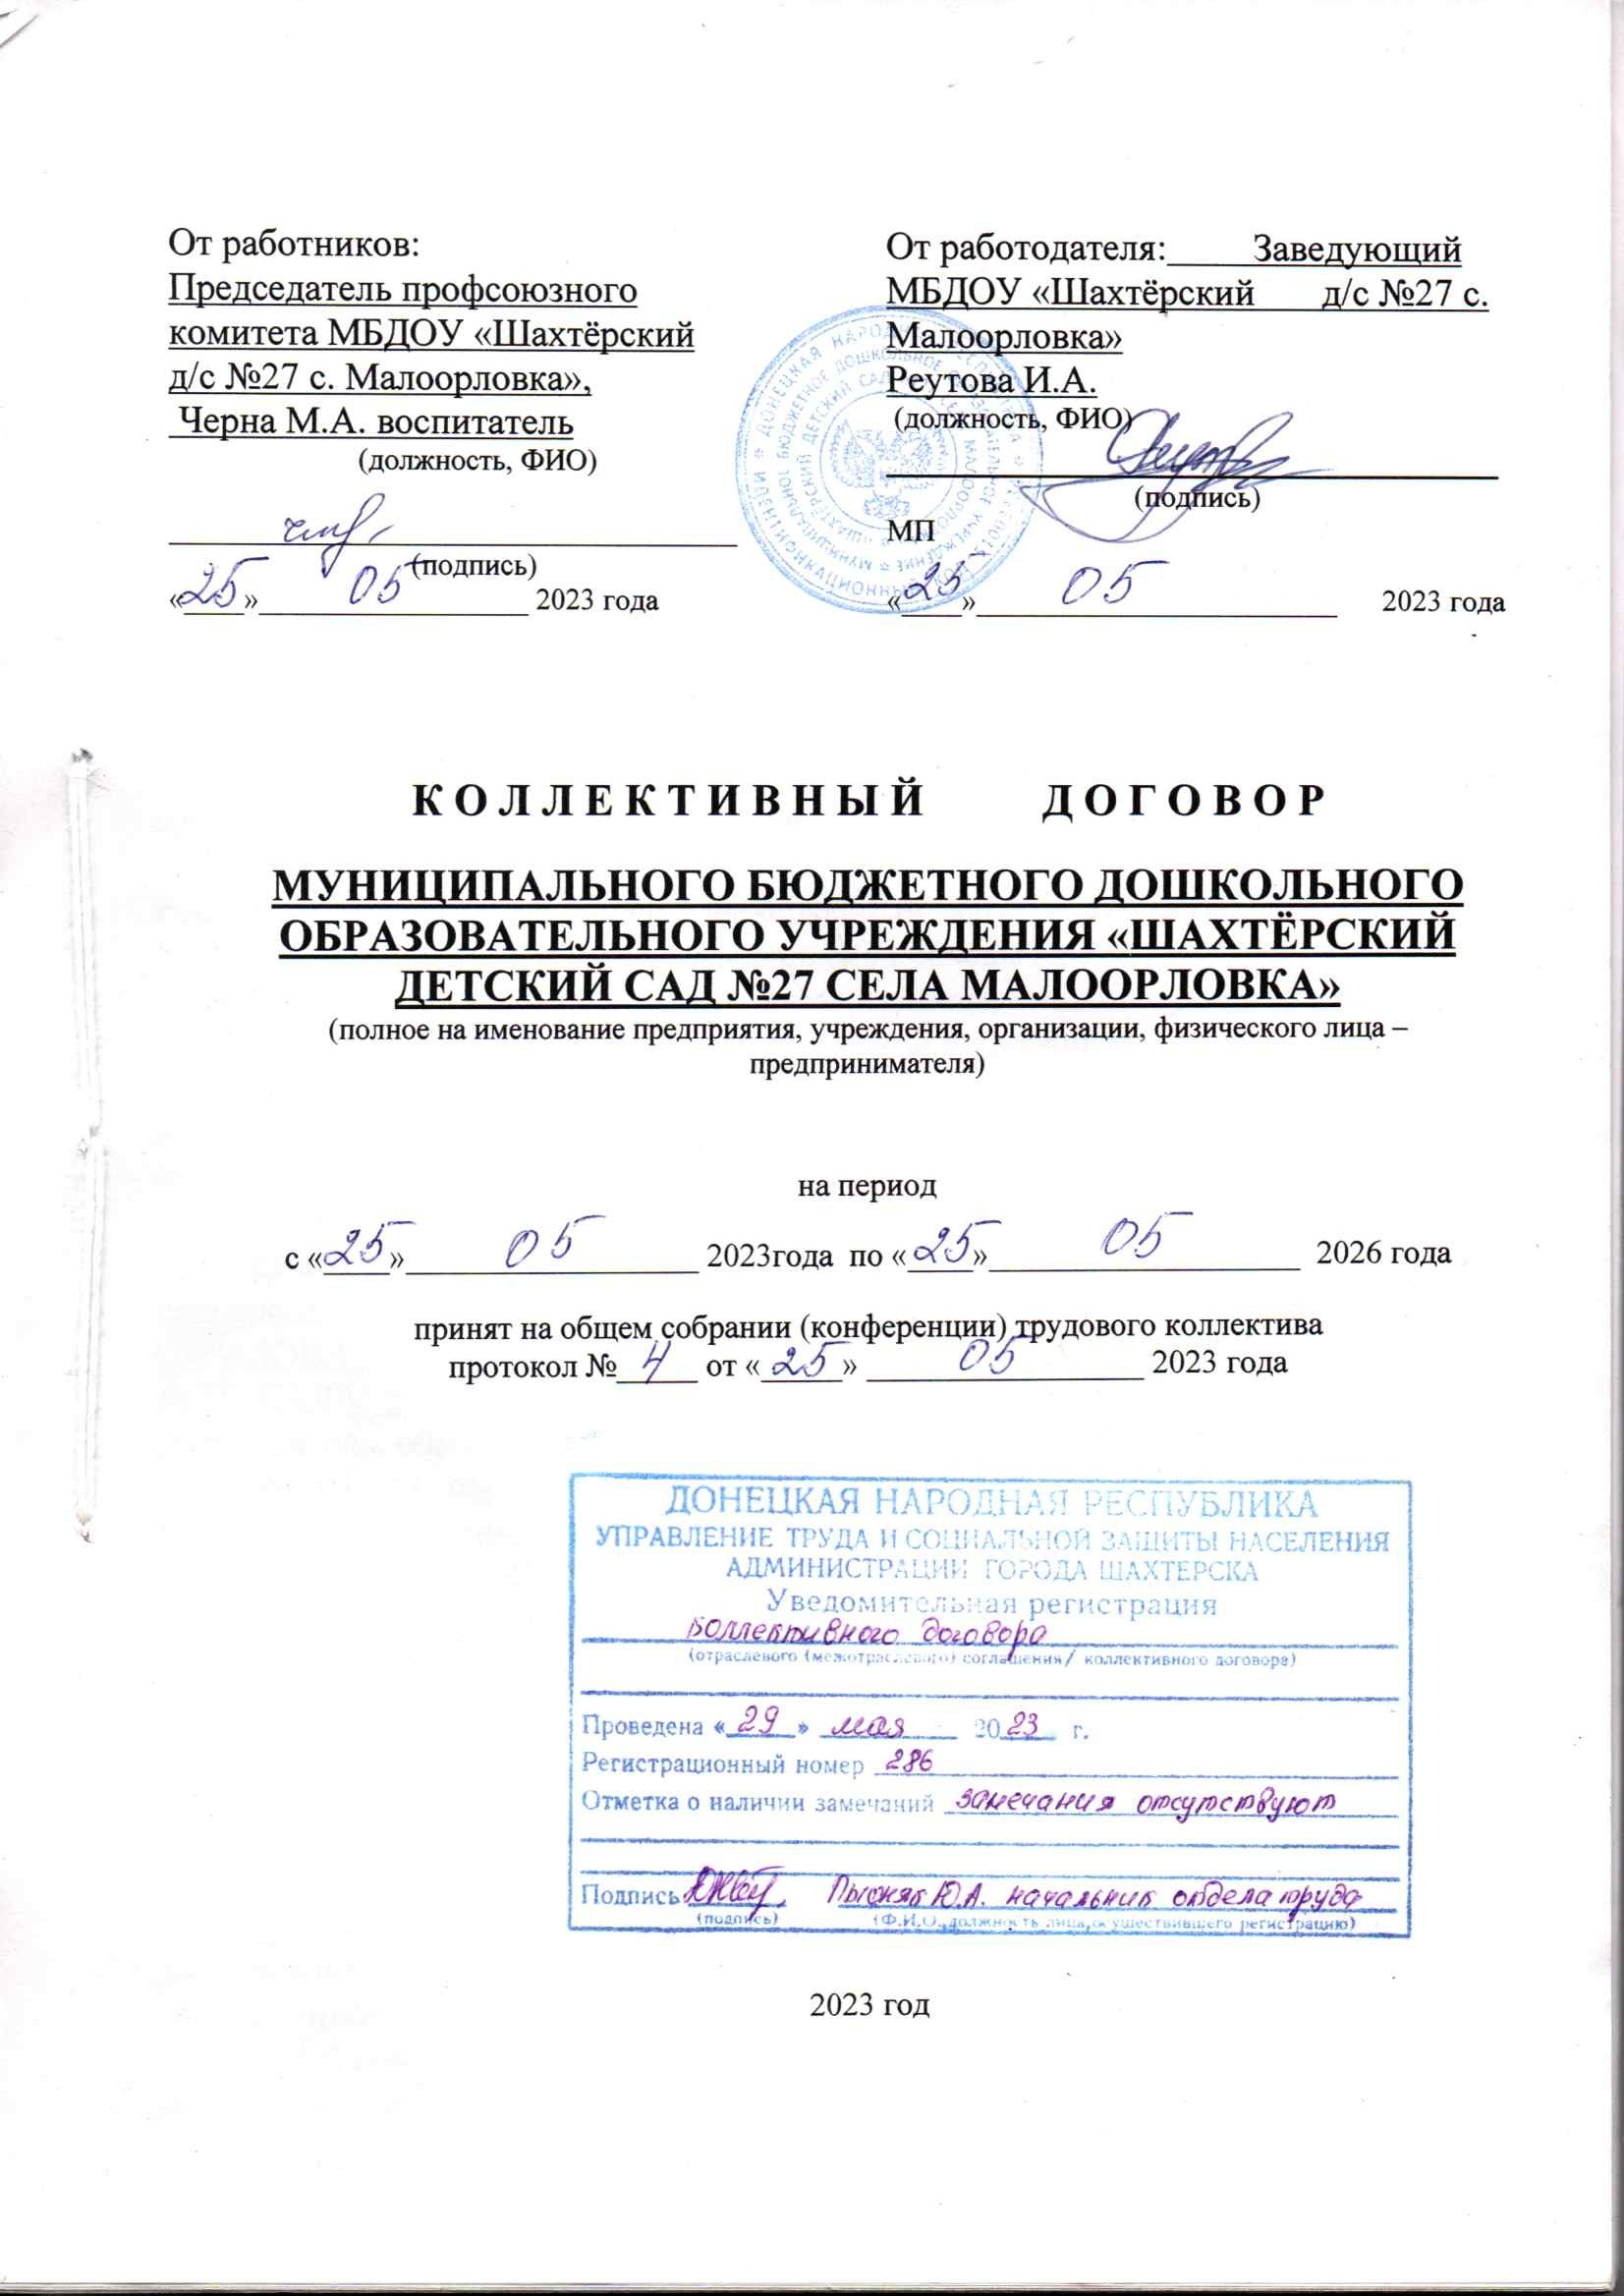 От работников:
Председатель профсоюзного
комитета МБДОУ «Шахтёрский
д/с №27 с. Малоорловка»,
Черна М.А. воспитатель
(должность, ФИО)
(подпись)
«25» 05 2023 года
От работодателя: Заведующий
МБДОУ «Шахтёрский д/с №27 с.
Малоорловка»
Реутова И.А.
(должность, ФИО)
(подпись)
МП
«25» 05 2023 года
К О Л Л Е К Т И В Н Ы Й Д О Г О В О Р
МУНИЦИПАЛЬНОГО БЮДЖЕТНОГО ДОШКОЛЬНОГО
ОБРАЗОВАТЕЛЬНОГО УЧРЕЖДЕНИЯ «ШАХТЁРСКИЙ
ДЕТСКИЙ САД №27 СЕЛА МАЛООРЛОВКА»
(полное на именование предприятия, учреждения, организации, физического лица –
предпринимателя)
на период
с «25» 05 2023года по «25» 05 2026 года
принят на общем собрании (конференции) трудового коллектива
протокол № 4 от «25» 05 2023 года
ДОНЕЦКАЯ НАРОДНАЯ РЕСПУБЛИКА
УПРАВЛЕНИЕ ТРУДА И СОЦИАЛЬНОЙ ЗАЩИТЫ НАСЕЛЕНИЯ
АДМИНИСТРАЦИИ ГОРОДА ШАХТЕРСКА
Уведомительная регистрация
коллективного договора
(отраслевого (межотраслевого) соглашения/ коллективного договора)
Проведена «29» мая 2023 г.
Регистрационный номер 286
Отметка о наличии замечаний замечания отсутствуют
Подпись Ю.А. начальник отдела труда
(подпись) (Ф.И.О. должность лица, осуществившего регистрацию)
2023 год